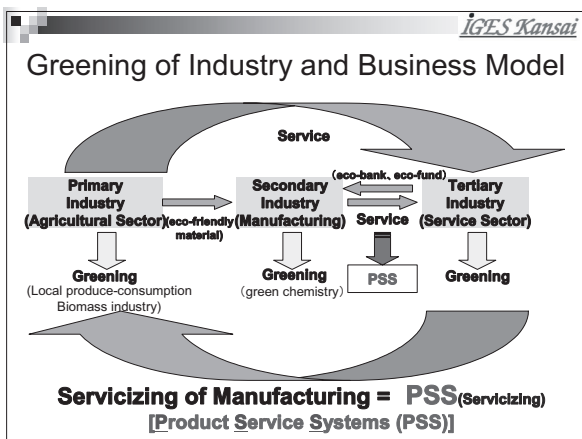 IGES Kansai
Greening of Industry and Business Model
Service
(eco-bank、eco-fund)
Primary
Industry
(Agricultural Sector)
(eco-friendly
material)
Secondary
Industry
(Manufacturing)
Service
Tertiary
Industry
(Service Sector)
Greening
(Local produce-consumption
Biomass industry)
Greening
(green chemistry)
PSS
Greening
Servicizing of Manufacturing = PSS(Servicizing)
[Product Service Systems (PSS)]